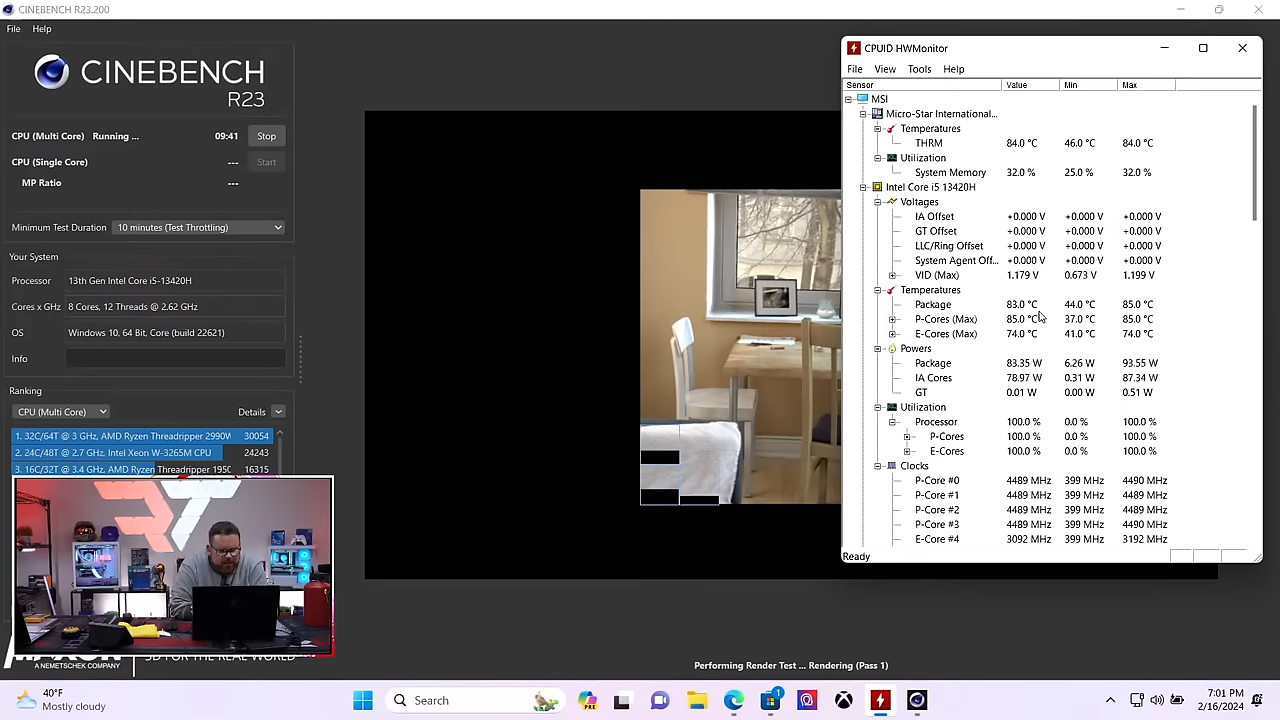 CINEBENCH R23.200
File Help
CINEBENCH
R23
CPU (Multi Core) Running ... 09:41 Stop
CPU (Single Core) --- Start
MP Ratio ---
Minimum Test Duration 10 minutes (Test Throttling)
Your System
Processor 13th Gen Intel Core i5-13420H
Cores x GHz 8 Cores, 12 Threads @ 2.62 GHz
OS Windows 10, 64 Bit, Core (build 22621)
Info
Ranking
CPU (Multi Core) Details
1. 32C/64T @ 3 GHz, AMD Ryzen Threadripper 2990W 30054
2. 24C/48T @ 2.7 GHz, Intel Xeon W-3265M CPU 24243
3. 16C/32T @ 3.4 GHz, AMD Ryzen Threadripper 1950 16315
A NEMETSCHEK COMPANY
3D FOR THE REAL WORLD
Performing Render Test ... Rendering (Pass 1)
CPUID HWMonitor
File View Tools Help
Sensor Value Min Max
MSI
Micro-Star International...
Temperatures
THRM 84.0 °C 46.0 °C 84.0 °C
Utilization
System Memory 32.0 % 25.0 % 32.0 %
Intel Core i5 13420H
Voltages
IA Offset +0.000 V +0.000 V +0.000 V
GT Offset +0.000 V +0.000 V +0.000 V
LLC/Ring Offset +0.000 V +0.000 V +0.000 V
System Agent Off... +0.000 V +0.000 V +0.000 V
VID (Max) 1.179 V 0.673 V 1.199 V
Temperatures
Package 83.0 °C 44.0 °C 85.0 °C
P-Cores (Max) 85.0 °C 37.0 °C 85.0 °C
E-Cores (Max) 74.0 °C 41.0 °C 74.0 °C
Powers
Package 83.35 W 6.26 W 93.55 W
IA Cores 78.97 W 0.31 W 87.34 W
GT 0.01 W 0.00 W 0.51 W
Utilization
Processor 100.0 % 0.0 % 100.0 %
P-Cores 100.0 % 0.0 % 100.0 %
E-Cores 100.0 % 0.0 % 100.0 %
Clocks
P-Core #0 4489 MHz 399 MHz 4490 MHz
P-Core #1 4489 MHz 399 MHz 4489 MHz
P-Core #2 4489 MHz 399 MHz 4489 MHz
P-Core #3 4489 MHz 399 MHz 4490 MHz
E-Core #4 3092 MHz 399 MHz 3192 MHz
Ready
40°F
Mostly cloudy
Search
PRE
1
7:01 PM
2/16/2024